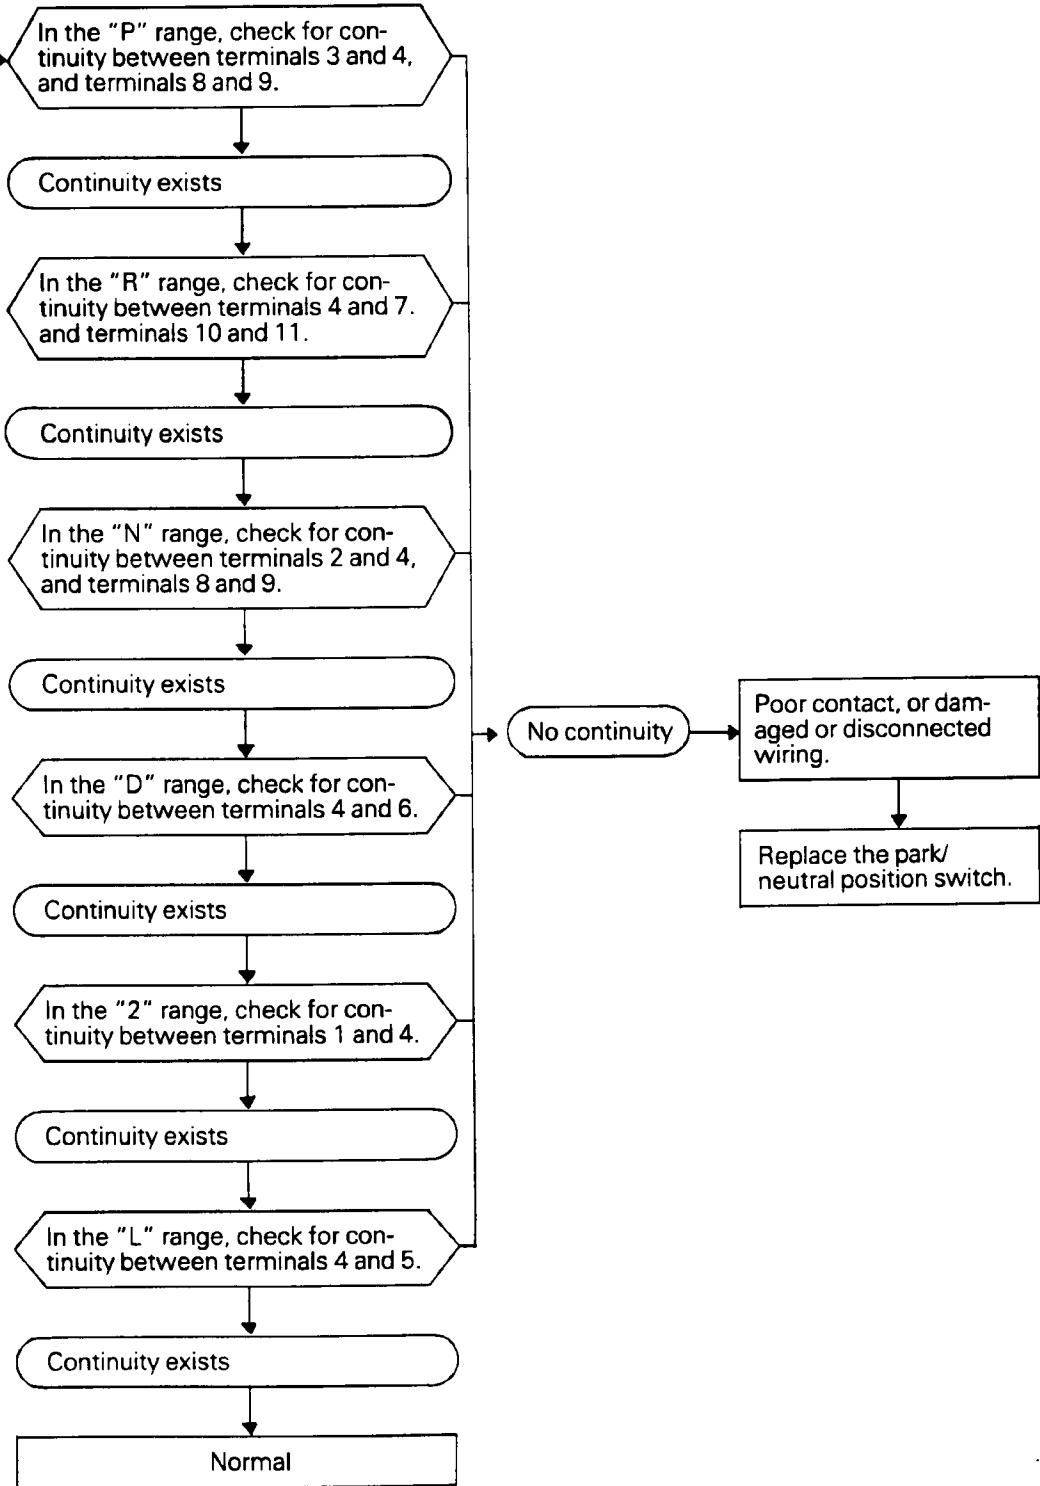 In the "P" range, check for con-
tinuity between terminals 3 and 4,
and terminals 8 and 9.
Continuity exists
In the "R" range, check for con-
tinuity between terminals 4 and 7.
and terminals 10 and 11.
Continuity exists
In the "N" range, check for con-
tinuity between terminals 2 and 4,
and terminals 8 and 9.
Continuity exists
In the "D" range, check for con-
tinuity between terminals 4 and 6.
Continuity exists
In the "2" range, check for con-
tinuity between terminals 1 and 4.
Continuity exists
In the "L" range, check for con-
tinuity between terminals 4 and 5.
Continuity exists
Normal
No continuity
Poor contact, or dam-
aged or disconnected
wiring.
Replace the park/
neutral position switch.